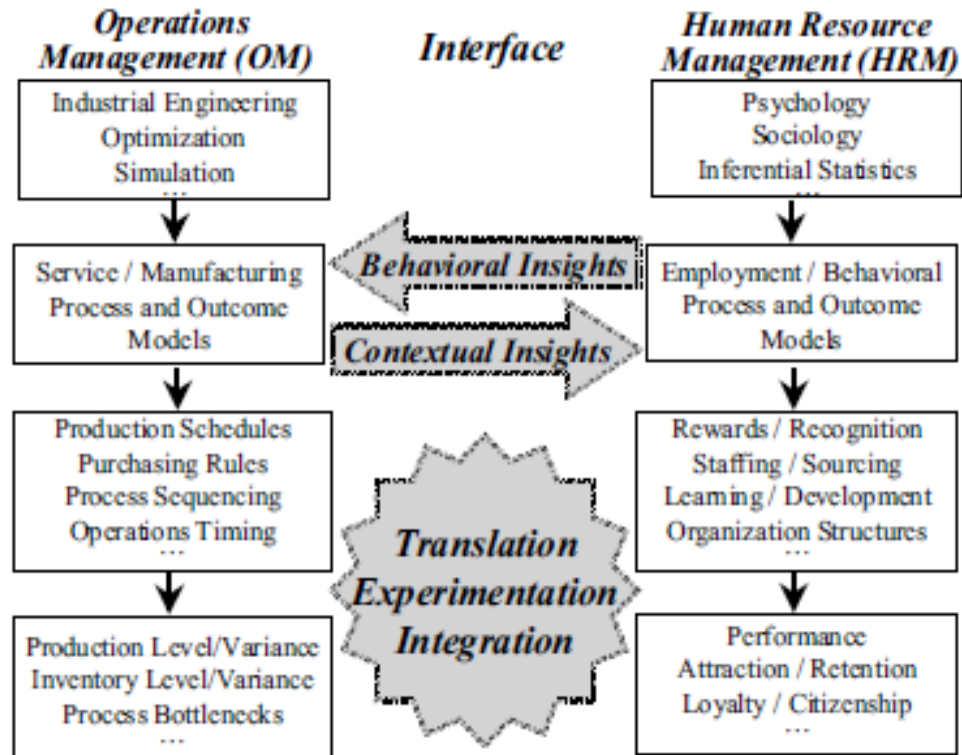 Operations
Management (OM)
Industrial Engineering
Optimization
Simulation
...
Service / Manufacturing
Process and Outcome
Models
Production Schedules
Purchasing Rules
Process Sequencing
Operations Timing
...
Production Level/Variance
Inventory Level/Variance
Process Bottlenecks
...
Interface
Behavioral Insights
Contextual Insights
Translation
Experimentation
Integration
Human Resource
Management (HRM)
Psychology
Sociology
Inferential Statistics
...
Employment / Behavioral
Process and Outcome
Models
Rewards / Recognition
Staffing / Sourcing
Learning / Development
Organization Structures
...
Performance
Attraction / Retention
Loyalty / Citizenship
...